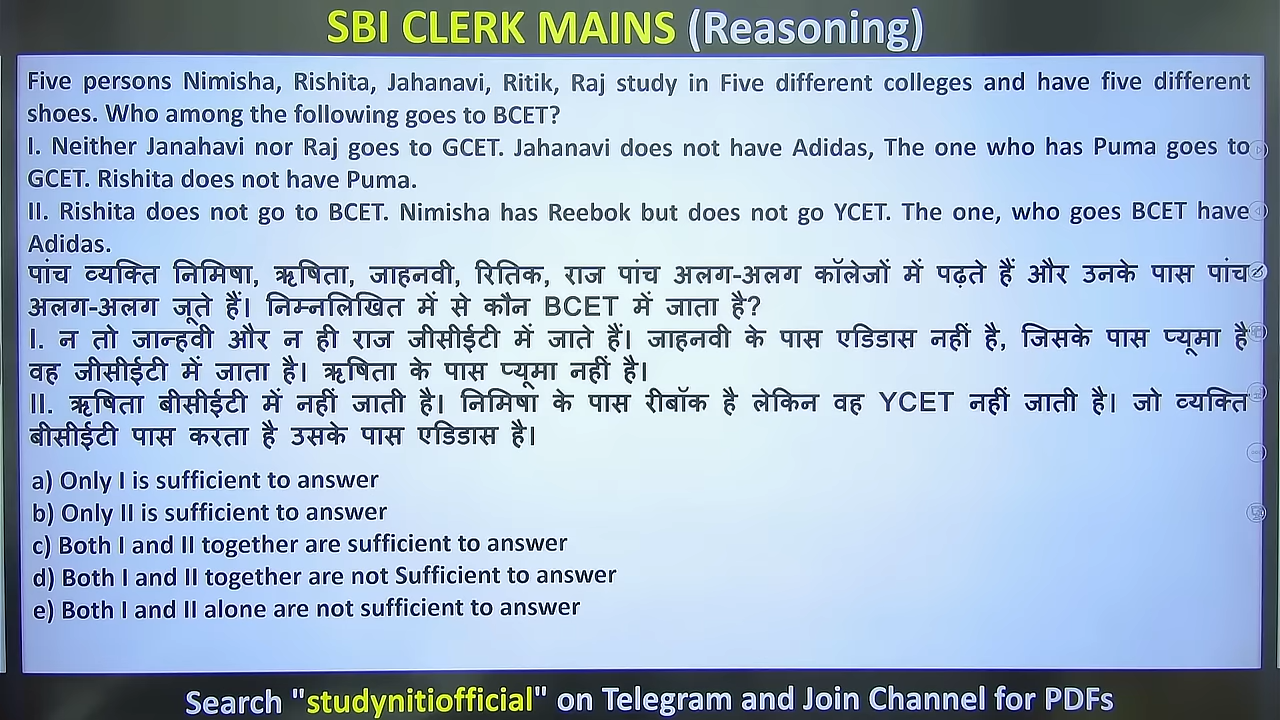 SBI CLERK MAINS (Reasoning)
Five persons Nimisha, Rishita, Jahanavi, Ritik, Raj study in Five different colleges and have five different
shoes. Who among the following goes to BCET?
I. Neither Janahavi nor Raj goes to GCET. Jahanavi does not have Adidas, The one who has Puma goes to
GCET. Rishita does not have Puma.
II. Rishita does not go to BCET. Nimisha has Reebok but does not go YCET. The one, who goes BCET have
Adidas.
पांच व्यक्ति निमिषा, ऋषिता, जाहनवी, रितिक, राज पांच अलग-अलग कॉलेजों में पढ़ते हैं और उनके पास पांच
अलग-अलग जूते हैं। निम्नलिखित में से कौन BCET में जाता है?
I. न तो जान्हवी और न ही राज जीसीईटी में जाते हैं। जाहनवी के पास एडिडास नहीं है, जिसके पास प्यूमा है
वह जीसीईटी में जाता है। ऋषिता के पास प्यूमा नहीं है।
II. ऋषिता बीसीईटी में नहीं जाती है। निमिषा के पास रीबॉक है लेकिन वह YCET नहीं जाती है। जो व्यक्ति
बीसीईटी पास करता है उसके पास एडिडास है।
a) Only I is sufficient to answer
b) Only II is sufficient to answer
c) Both I and II together are sufficient to answer
d) Both I and II together are not Sufficient to answer
e) Both I and II alone are not sufficient to answer
Search "studynitiofficial" on Telegram and Join Channel for PDFs